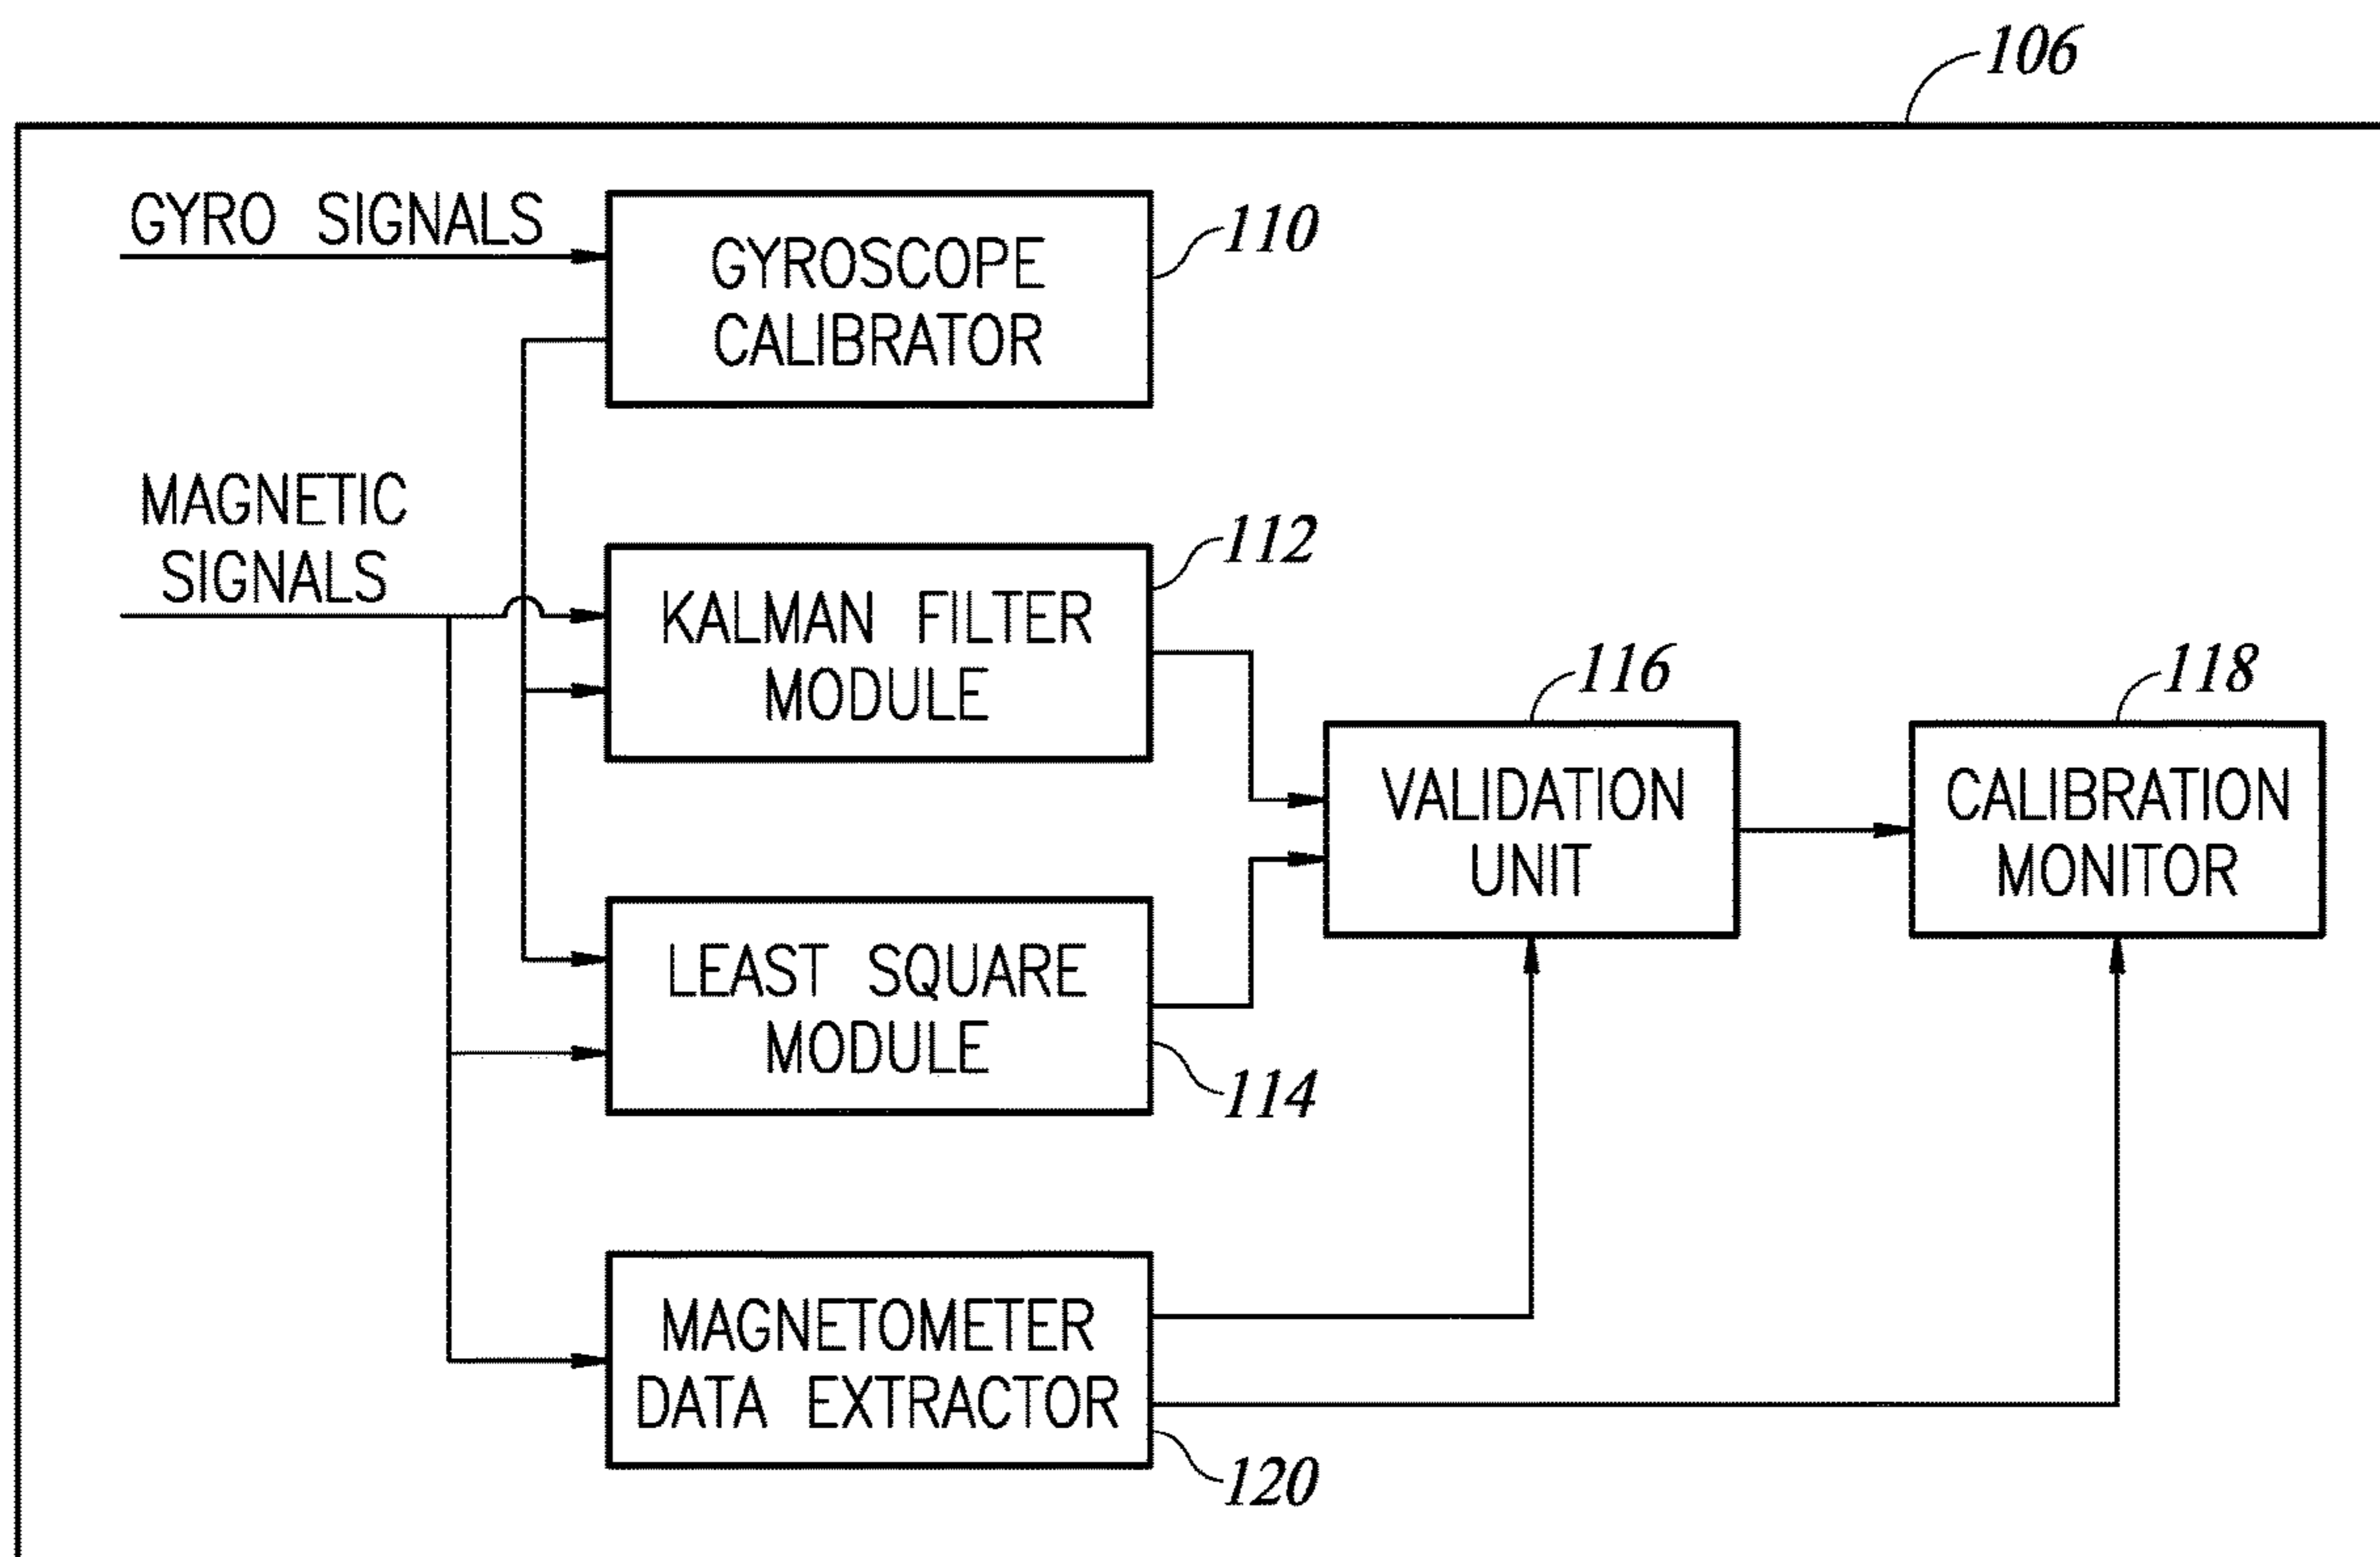 106
GYRO SIGNALS
GYROSCOPE
CALIBRATOR
110
MAGNETIC
SIGNALS
KALMAN FILTER
MODULE
112
LEAST SQUARE
MODULE
114
VALIDATION
UNIT
116
CALIBRATION
MONITOR
118
MAGNETOMETER
DATA EXTRACTOR
120